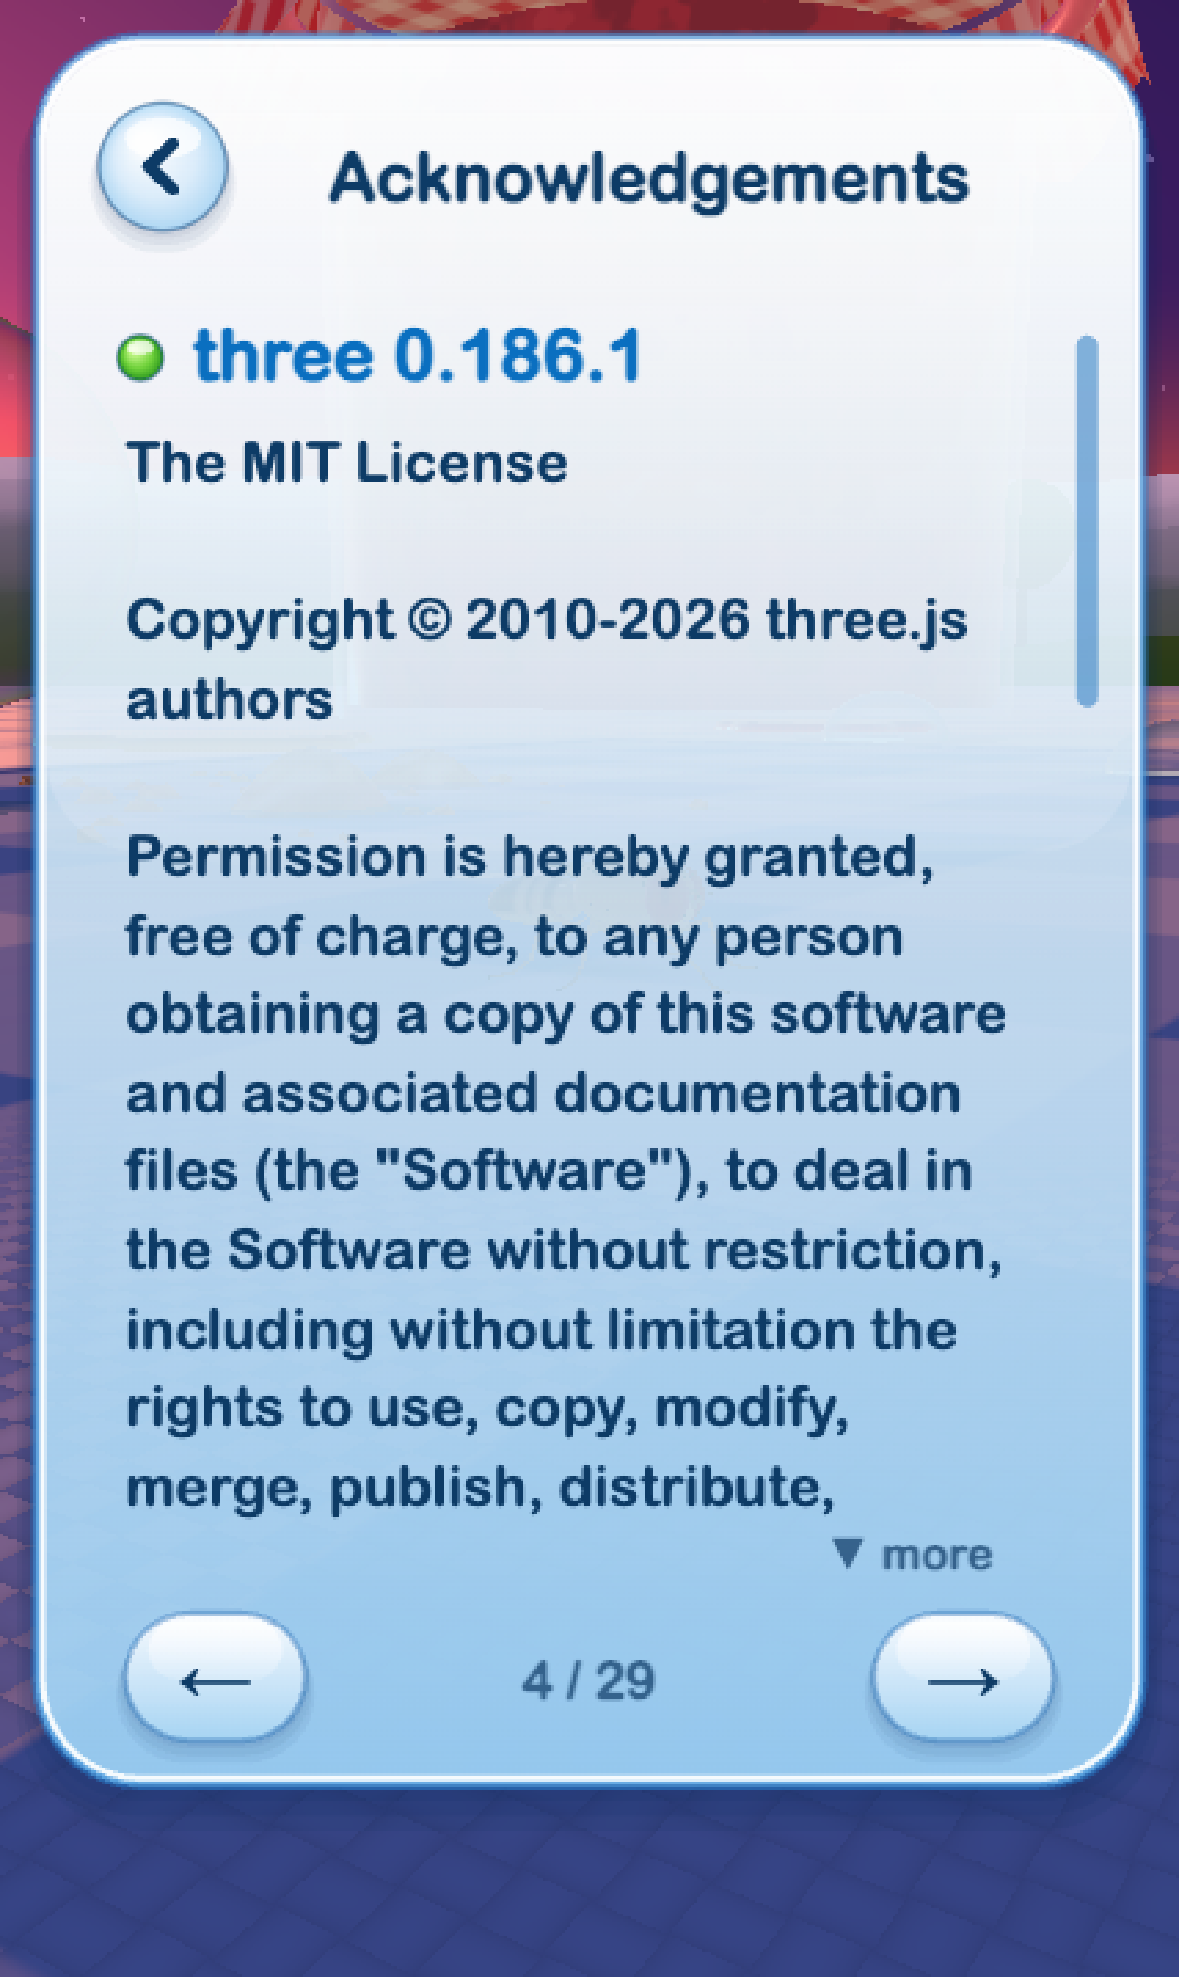 Acknowledgements
three 0.186.1
The MIT License
Copyright © 2010-2026 three.js
authors
Permission is hereby granted,
free of charge, to any person
obtaining a copy of this software
and associated documentation
files (the "Software"), to deal in
the Software without restriction,
including without limitation the
rights to use, copy, modify,
merge, publish, distribute,
▼ more
← 4 / 29 →